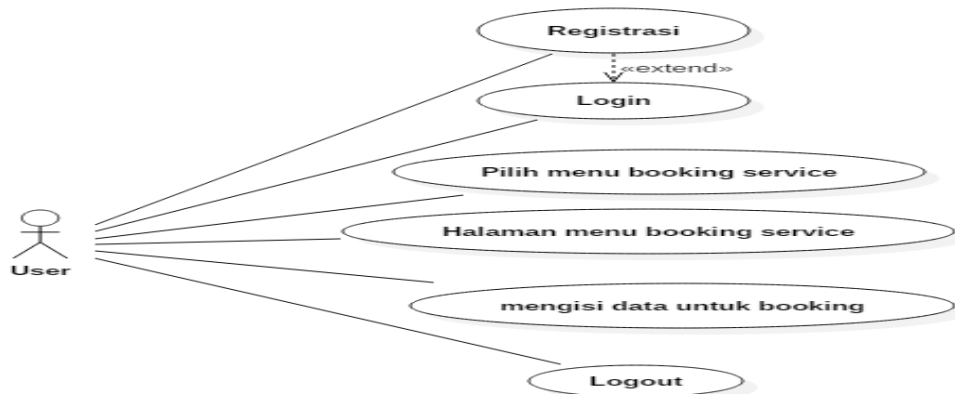 Registrasi
«extend»
Login
Pilih menu booking service
Halaman menu booking service
User
mengisi data untuk booking
Logout